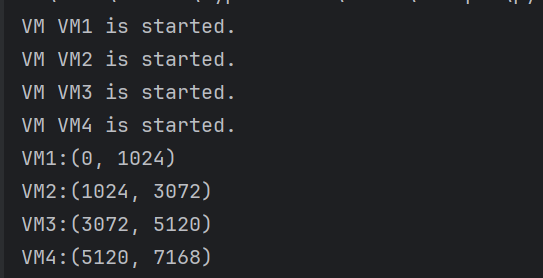 VM VM1 is started.
VM VM2 is started.
VM VM3 is started.
VM VM4 is started.
VM1:(0, 1024)
VM2:(1024, 3072)
VM3:(3072, 5120)
VM4:(5120, 7168)